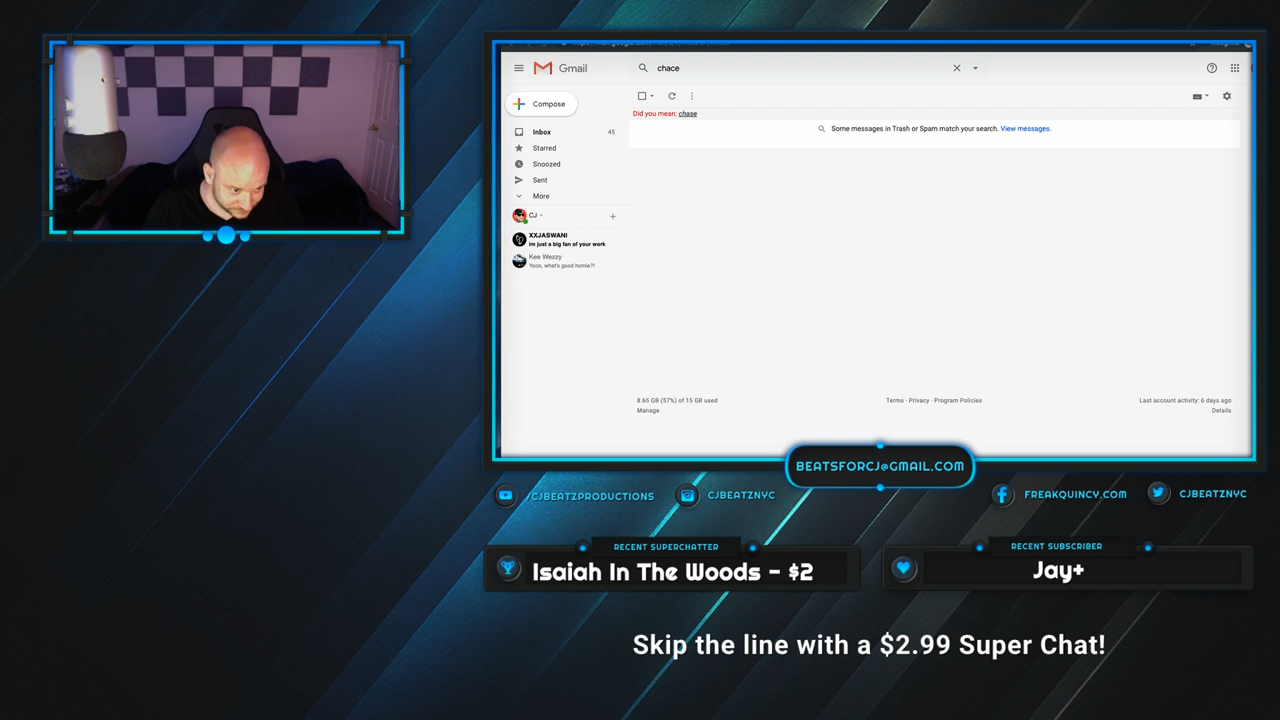 Gmail
chace
Compose
Did you mean: chase
Some messages in Trash or Spam match your search. View messages.
Inbox 45
Starred
Snoozed
Sent
More
CJ
XXJASWANI
im just a big fan of your work
Kee Wezzy
Yooo, what's good homie?!
8.65 GB (57%) of 15 GB used
Manage
Terms · Privacy · Program Policies
Last account activity: 6 days ago
Details
BEATSFORCJ@GMAIL.COM
/CJBEATZPRODUCTIONS
CJBEATZNYC
FREAKQUINCY.COM
CJBEATZNYC
RECENT SUPERCHATTER
Isaiah In The Woods - $2
RECENT SUBSCRIBER
Jay+
Skip the line with a $2.99 Super Chat!